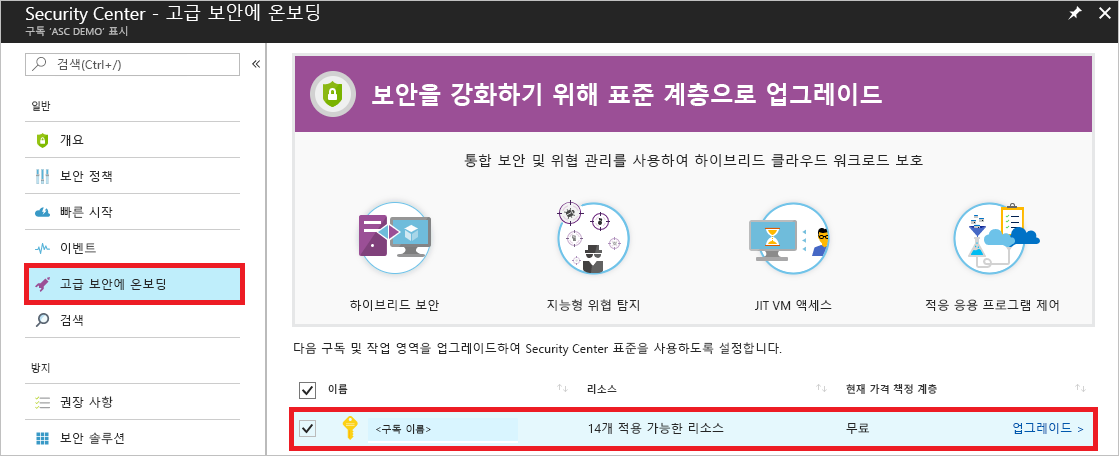 Security Center - 고급 보안에 온보딩
구독 'ASC DEMO' 표시
검색(Ctrl+/)
일반
개요
보안 정책
빠른 시작
이벤트
고급 보안에 온보딩
검색
방지
권장 사항
보안 솔루션
보안을 강화하기 위해 표준 계층으로 업그레이드
통합 보안 및 위협 관리를 사용하여 하이브리드 클라우드 워크로드 보호
하이브리드 보안 지능형 위협 탐지 JIT VM 액세스 적응 응용 프로그램 제어
다음 구독 및 작업 영역을 업그레이드하여 Security Center 표준을 사용하도록 설정합니다.
이름 리소스 현재 가격 책정 계층
<구독 이름> 14개 적용 가능한 리소스 무료 업그레이드 >